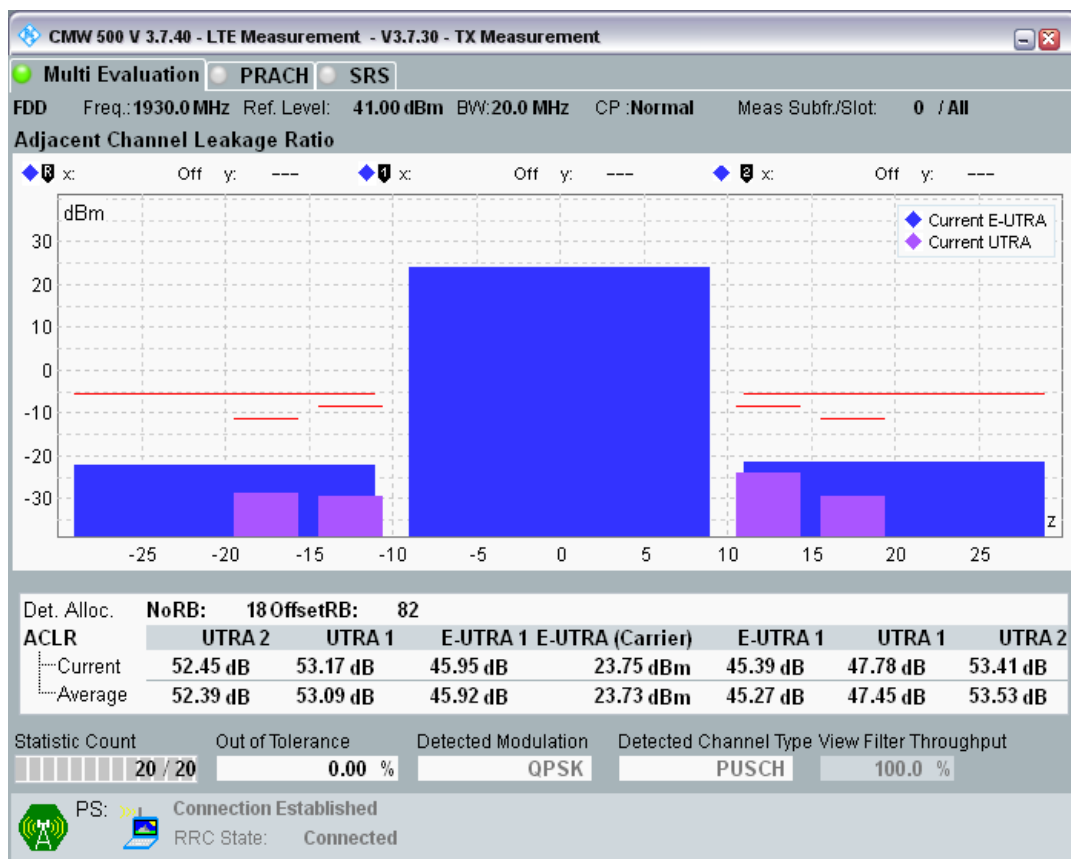 CMW 500 V 3.7.40 - LTE Measurement - V3.7.30 - TX Measurement
Multi Evaluation PRACH SRS
FDD Freq.: 1930.0 MHz Ref. Level: 41.00 dBm BW: 20.0 MHz CP : Normal Meas Subfr./Slot: 0 / All
Adjacent Channel Leakage Ratio
R x: Off y: --- 1 x: Off y: --- 2 x: Off y: ---
dBm
Current E-UTRA
Current UTRA
30
20
10
0
-10
-20
-30
z
-25 -20 -15 -10 -5 0 5 10 15 20 25
Det. Alloc. NoRB: 18 OffsetRB: 82
ACLR UTRA 2 UTRA 1 E-UTRA 1 E-UTRA (Carrier) E-UTRA 1 UTRA 1 UTRA 2
Current 52.45 dB 53.17 dB 45.95 dB 23.75 dBm 45.39 dB 47.78 dB 53.41 dB
Average 52.39 dB 53.09 dB 45.92 dB 23.73 dBm 45.27 dB 47.45 dB 53.53 dB
Statistic Count Out of Tolerance Detected Modulation Detected Channel Type View Filter Throughput
20 / 20 0.00 % QPSK PUSCH 100.0 %
PS: Connection Established
RRC State: Connected